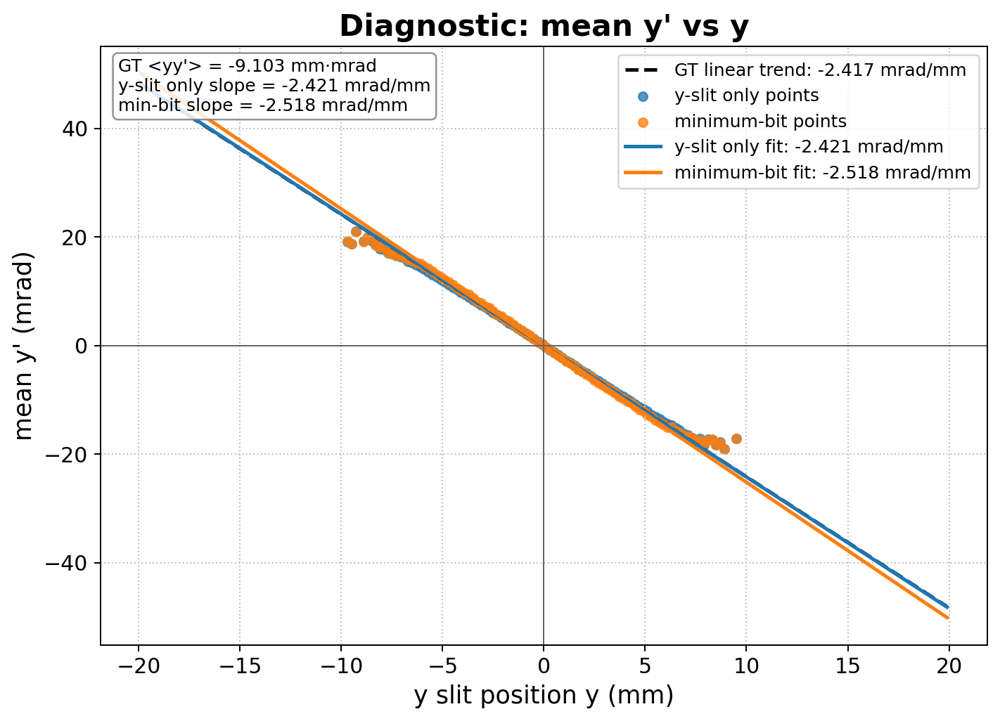 Diagnostic: mean y' vs y
GT <yy'> = -9.103 mm·mrad
y-slit only slope = -2.421 mrad/mm
min-bit slope = -2.518 mrad/mm
GT linear trend: -2.417 mrad/mm
y-slit only points
minimum-bit points
y-slit only fit: -2.421 mrad/mm
minimum-bit fit: -2.518 mrad/mm
mean y' (mrad)
40
20
0
−20
−40
−20 −15 −10 −5 0 5 10 15 20
y slit position y (mm)